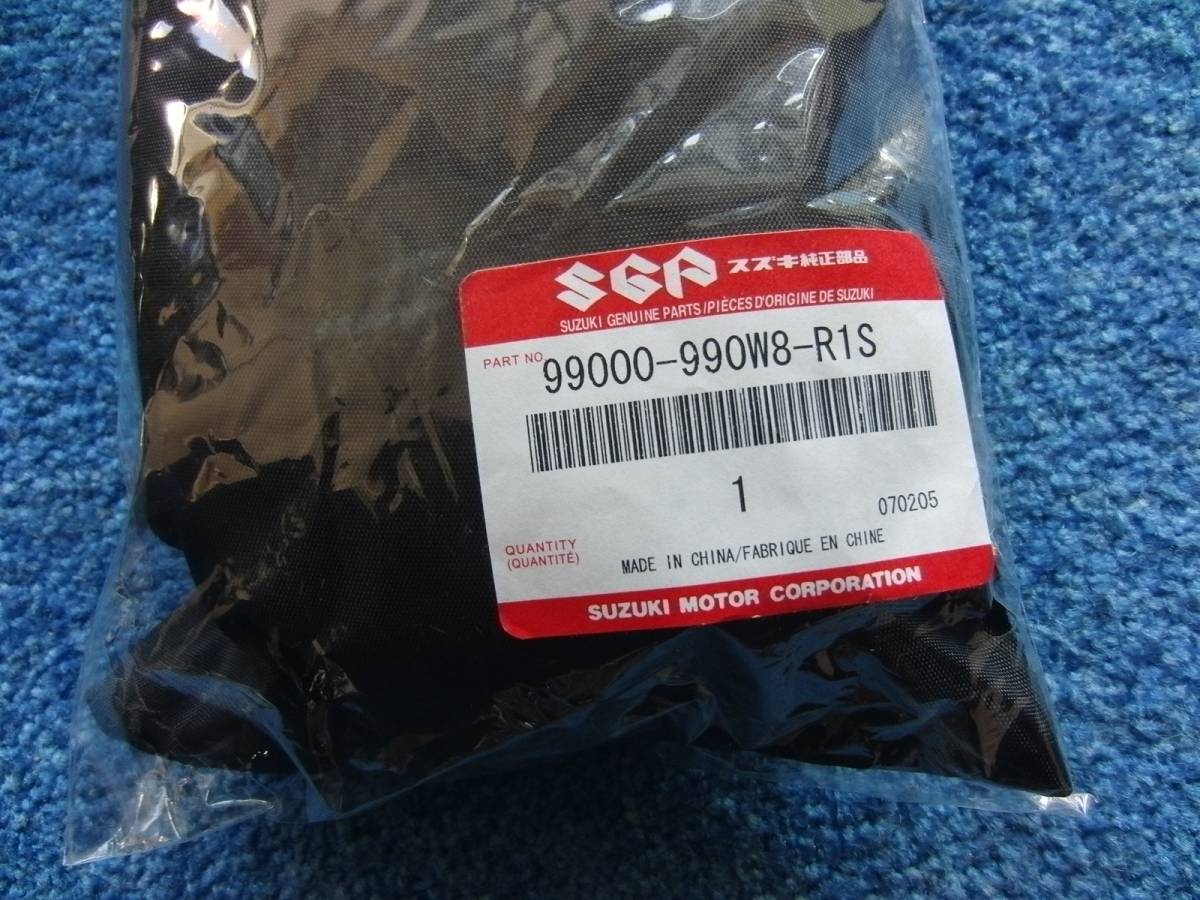 SGP スズキ純正部品
SUZUKI GENUINE PARTS/PIÈCES D'ORIGINE DE SUZUKI
PART NO. 99000-990W8-R1S
1
070205
QUANTITY
(QUANTITÉ)
MADE IN CHINA/FABRIQUE EN CHINE
SUZUKI MOTOR CORPORATION